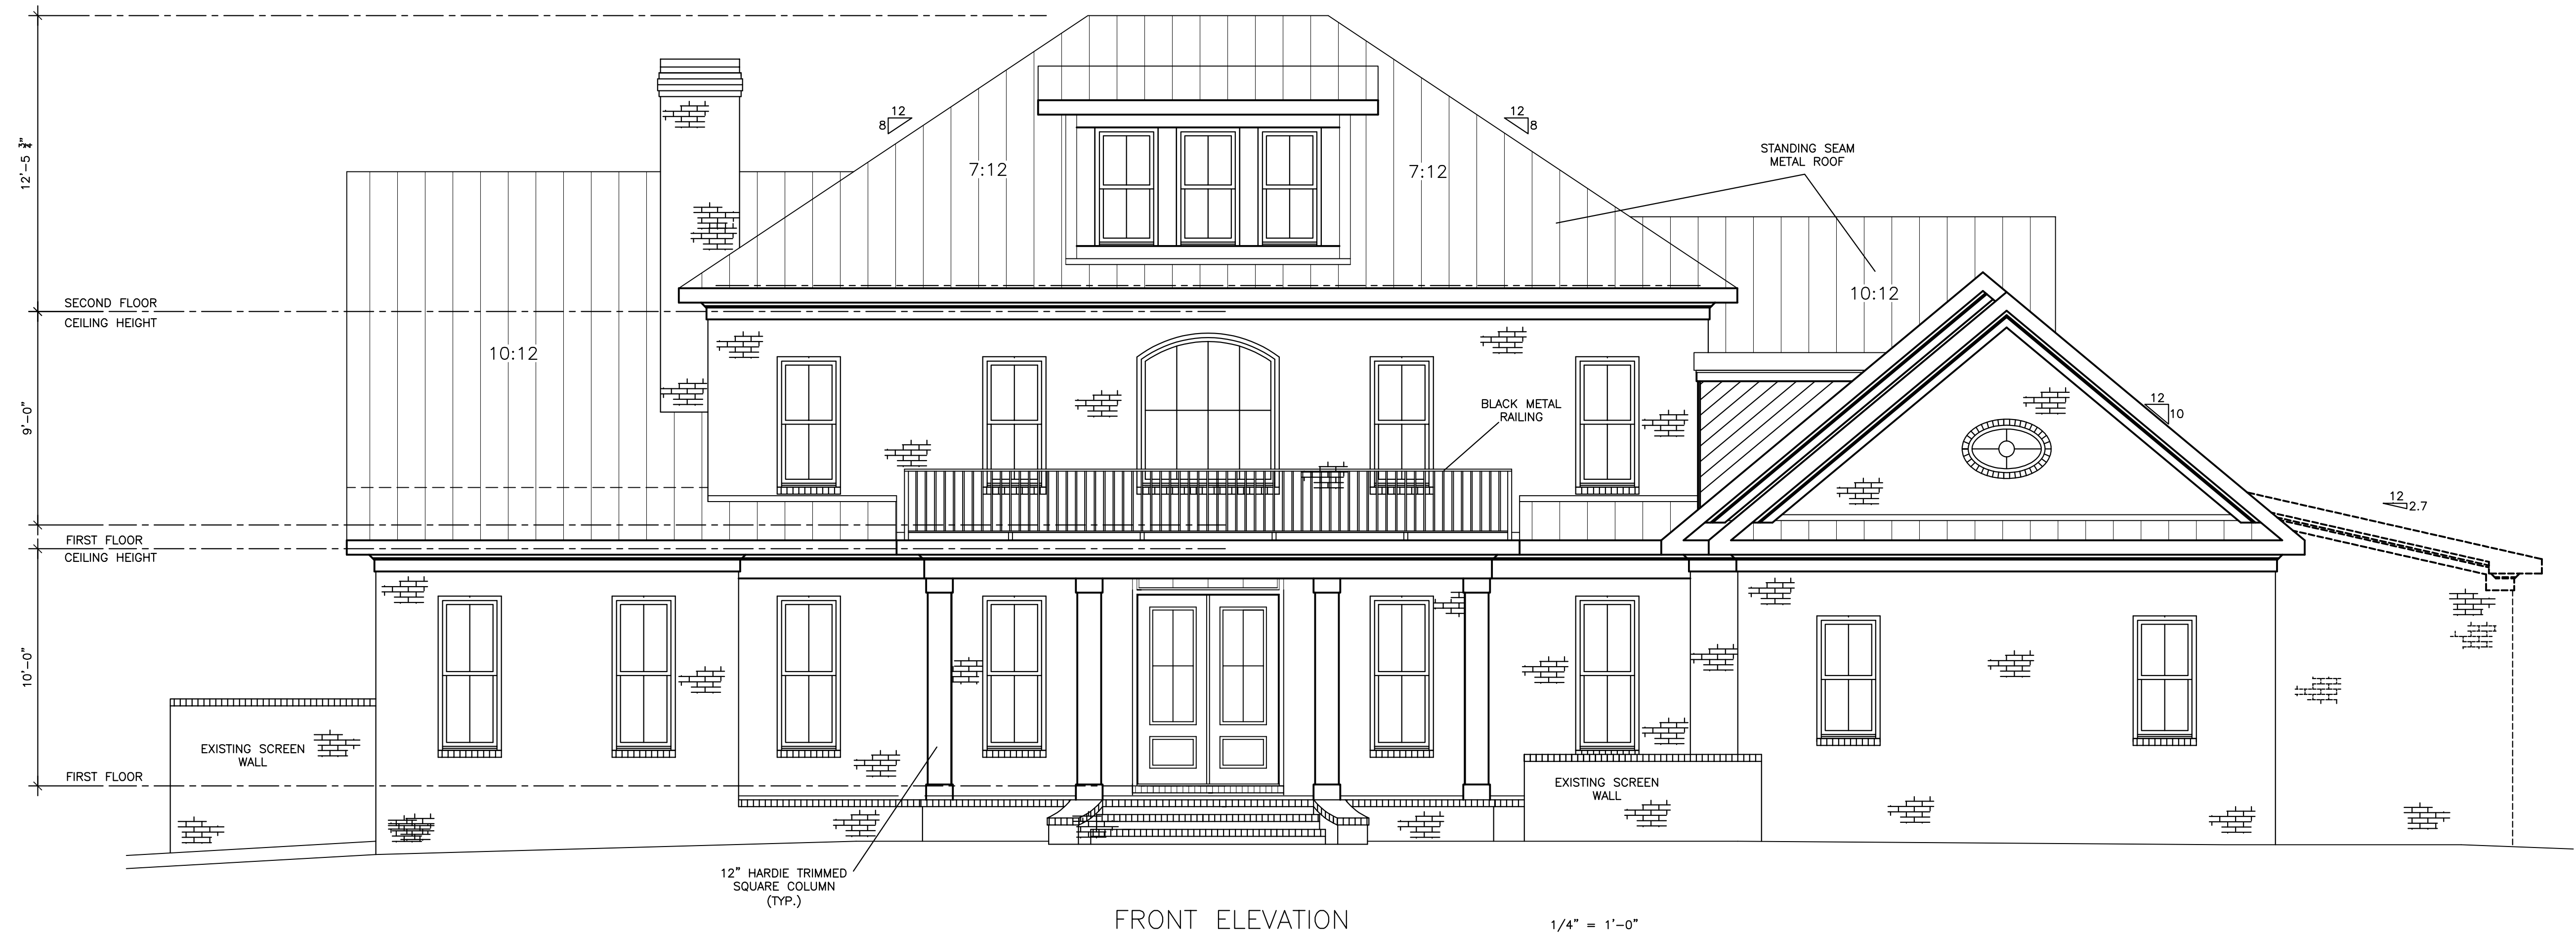 12'-5 3/4"
12
8
12
8
7:12
7:12
STANDING SEAM
METAL ROOF
SECOND FLOOR
CEILING HEIGHT
10:12
10:12
9'-0"
BLACK METAL
RAILING
12
10
12
2.7
FIRST FLOOR
CEILING HEIGHT
10'-0"
EXISTING SCREEN
WALL
FIRST FLOOR
EXISTING SCREEN
WALL
12" HARDIE TRIMMED
SQUARE COLUMN
(TYP.)
FRONT ELEVATION
1/4" = 1'-0"